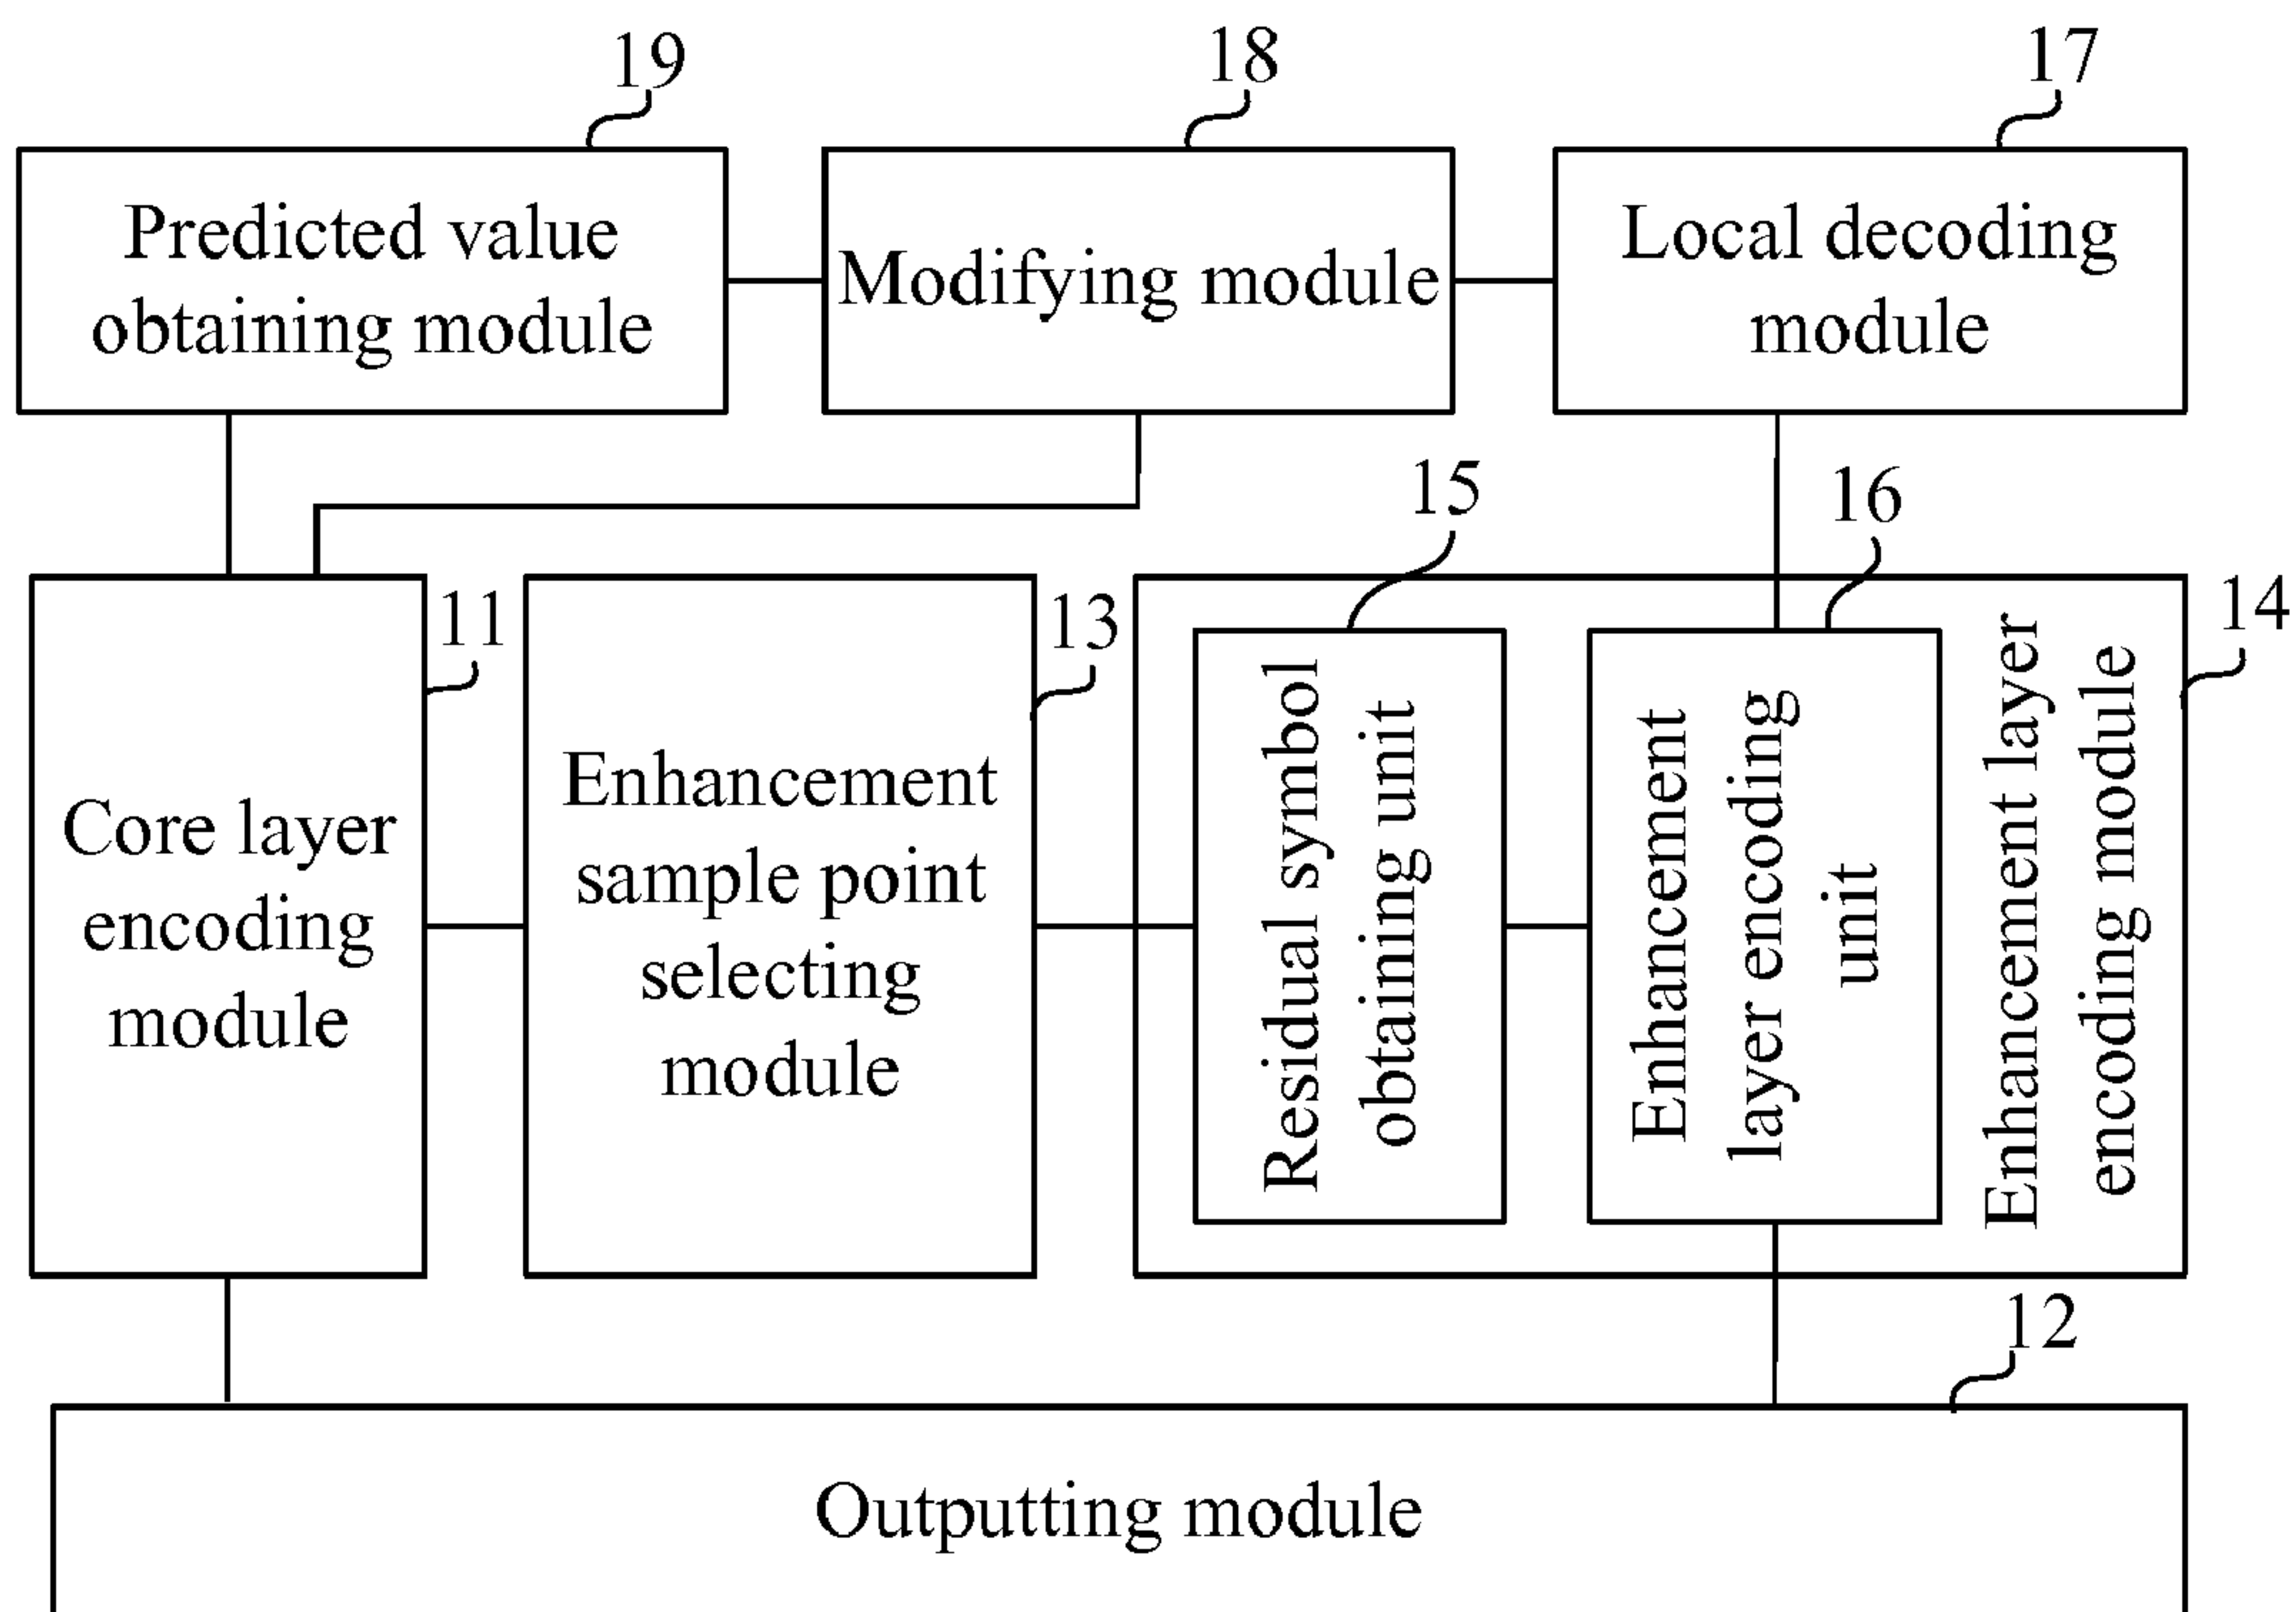 19
18
17
Predicted value
obtaining module
Modifying module
Local decoding
module
15
16
11
13
14
Core layer
encoding
module
Enhancement
sample point
selecting
module
Residual symbol
obtaining unit
Enhancement
layer encoding
unit
Enhancement layer
encoding module
12
Outputting module